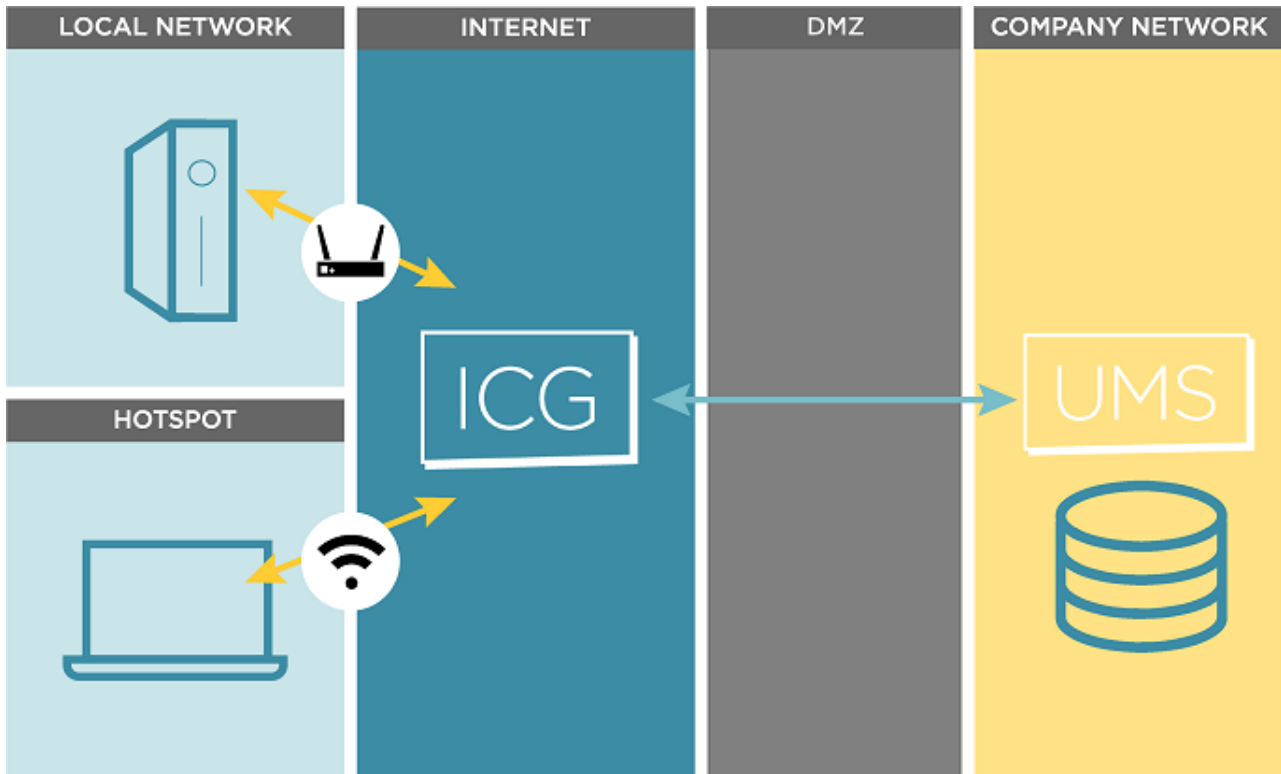 LOCAL NETWORK
INTERNET
DMZ
COMPANY NETWORK
ICG
UMS
HOTSPOT